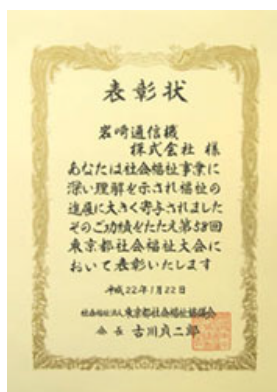 表彰状
岩崎通信機
株式会社 様
あなたは社会福祉事業に
深い理解を示され福祉の
進展に大きく寄与されました
そのご功績をたたえ第58回
東京都社会福祉大会に
おいて表彰いたします
平成22年1月22日
社会福祉法人東京都社会福祉協議会
会長 古川貞二郎